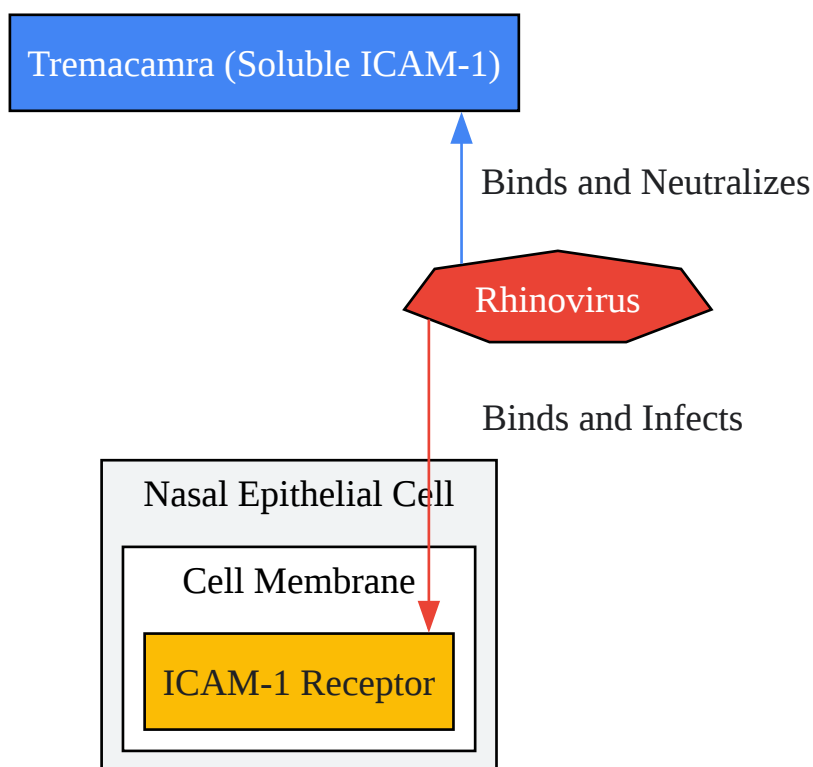 Tremacamra (Soluble ICAM-1)
Binds and Neutralizes
Rhinovirus
Binds and Infects
Nasal Epithelial Cell
Cell Membrane
ICAM-1 Receptor